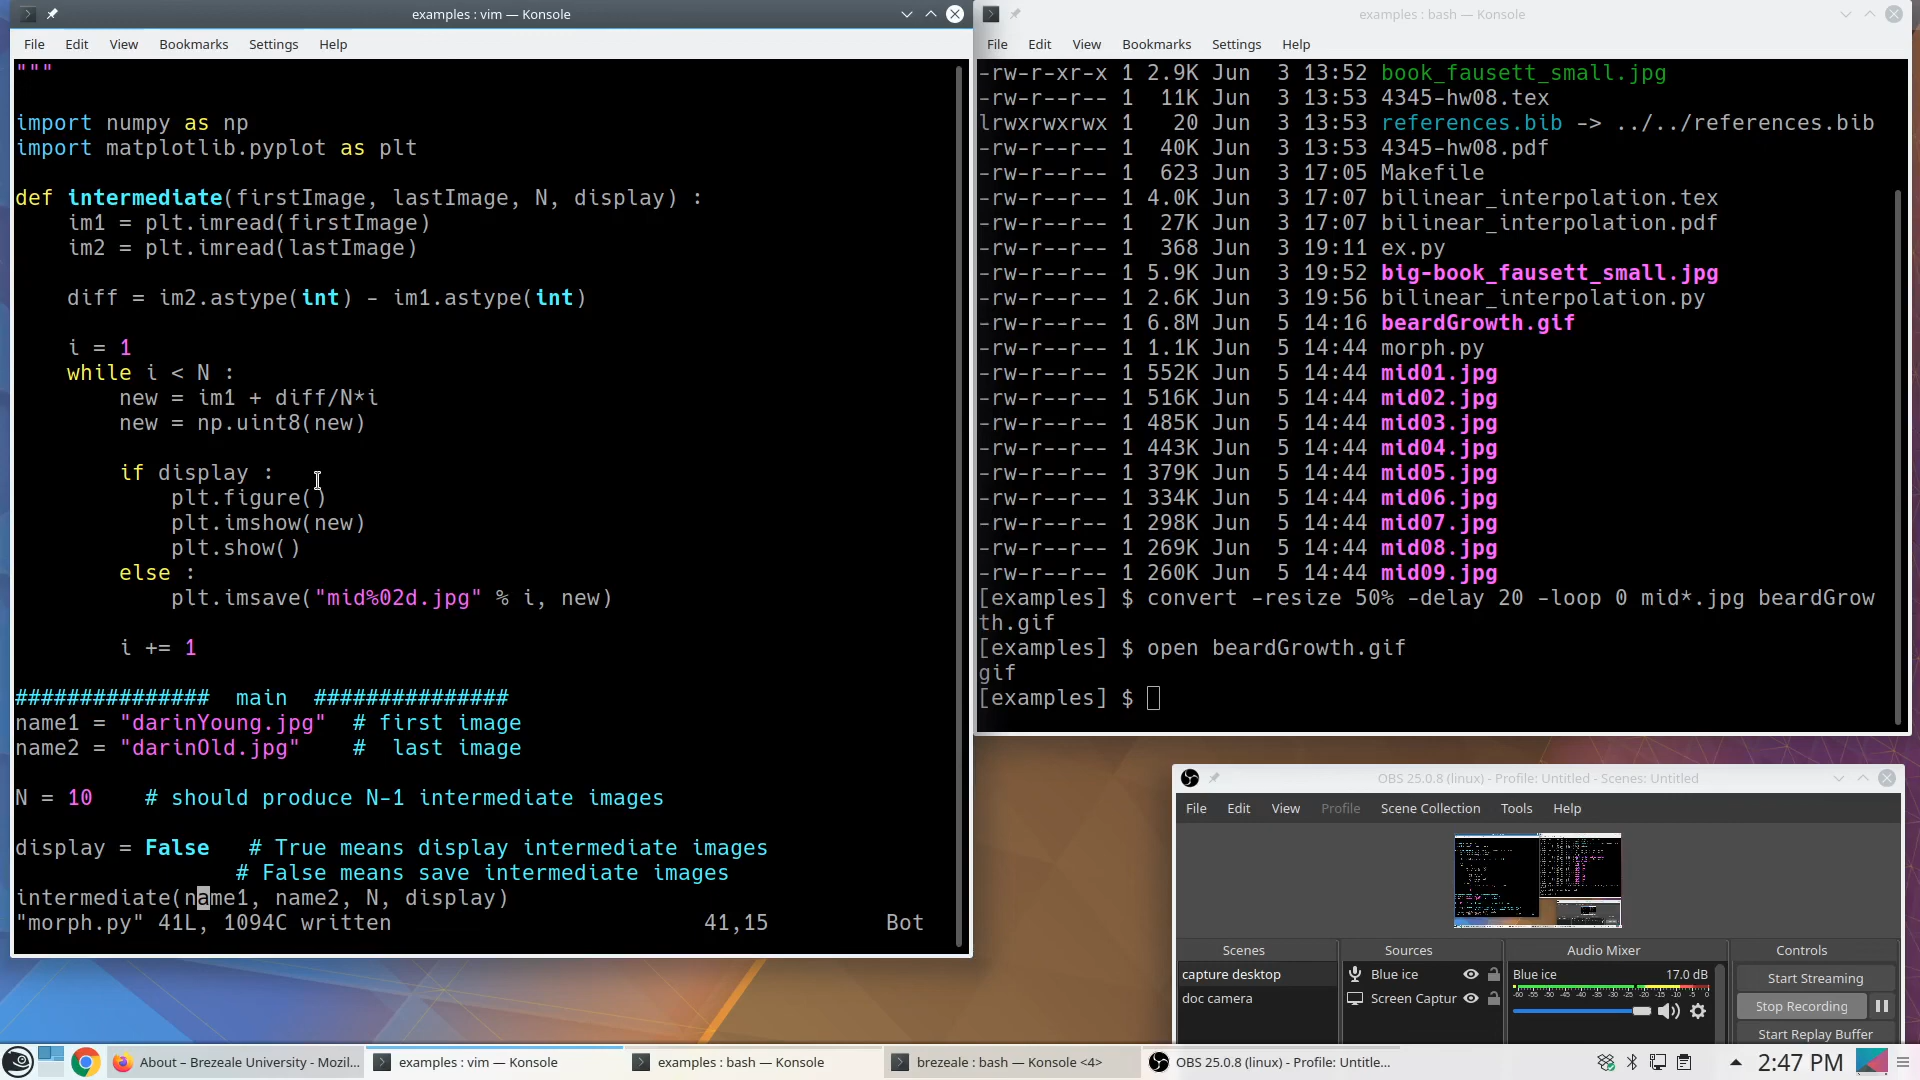 examples : vim — Konsole
File Edit View Bookmarks Settings Help
"""
import numpy as np
import matplotlib.pyplot as plt
def intermediate(firstImage, lastImage, N, display) :
im1 = plt.imread(firstImage)
im2 = plt.imread(lastImage)
diff = im2.astype(int) - im1.astype(int)
i = 1
while i < N :
new = im1 + diff/N*i
new = np.uint8(new)
if display :
plt.figure()
plt.imshow(new)
plt.show()
else :
plt.imsave("mid%02d.jpg" % i, new)
i += 1
############### main ###############
name1 = "darinYoung.jpg" # first image
name2 = "darinOld.jpg" # last image
N = 10 # should produce N-1 intermediate images
display = False # True means display intermediate images
# False means save intermediate images
intermediate(name1, name2, N, display)
"morph.py" 41L, 1094C written 41,15 Bot
examples : bash — Konsole
File Edit View Bookmarks Settings Help
-rw-r-xr-x 1 2.9K Jun 3 13:52 book_fausett_small.jpg
-rw-r--r-- 1 11K Jun 3 13:53 4345-hw08.tex
lrwxrwxrwx 1 20 Jun 3 13:53 references.bib -> ../../references.bib
-rw-r--r-- 1 40K Jun 3 13:53 4345-hw08.pdf
-rw-r--r-- 1 623 Jun 3 17:05 Makefile
-rw-r--r-- 1 4.0K Jun 3 17:07 bilinear_interpolation.tex
-rw-r--r-- 1 27K Jun 3 17:07 bilinear_interpolation.pdf
-rw-r--r-- 1 368 Jun 3 19:11 ex.py
-rw-r--r-- 1 5.9K Jun 3 19:52 big-book_fausett_small.jpg
-rw-r--r-- 1 2.6K Jun 3 19:56 bilinear_interpolation.py
-rw-r--r-- 1 6.8M Jun 5 14:16 beardGrowth.gif
-rw-r--r-- 1 1.1K Jun 5 14:44 morph.py
-rw-r--r-- 1 552K Jun 5 14:44 mid01.jpg
-rw-r--r-- 1 516K Jun 5 14:44 mid02.jpg
-rw-r--r-- 1 485K Jun 5 14:44 mid03.jpg
-rw-r--r-- 1 443K Jun 5 14:44 mid04.jpg
-rw-r--r-- 1 379K Jun 5 14:44 mid05.jpg
-rw-r--r-- 1 334K Jun 5 14:44 mid06.jpg
-rw-r--r-- 1 298K Jun 5 14:44 mid07.jpg
-rw-r--r-- 1 269K Jun 5 14:44 mid08.jpg
-rw-r--r-- 1 260K Jun 5 14:44 mid09.jpg
[examples] $ convert -resize 50% -delay 20 -loop 0 mid*.jpg beardGrow
th.gif
[examples] $ open beardGrowth.gif
gif
[examples] $
OBS 25.0.8 (linux) - Profile: Untitled - Scenes: Untitled
File Edit View Profile Scene Collection Tools Help
Scenes Sources Audio Mixer Controls
capture desktop Blue ice Blue ice 17.0 dB Start Streaming
-60 -55 -50 -45 -40 -35 -30 -25 -20 -15 -10 -5 0
doc camera Screen Captur Stop Recording
Start Replay Buffer
About – Brezeale University - Mozil... examples : vim — Konsole examples : bash — Konsole brezeale : bash — Konsole <4> OBS 25.0.8 (linux) - Profile: Untitle... 2:47 PM